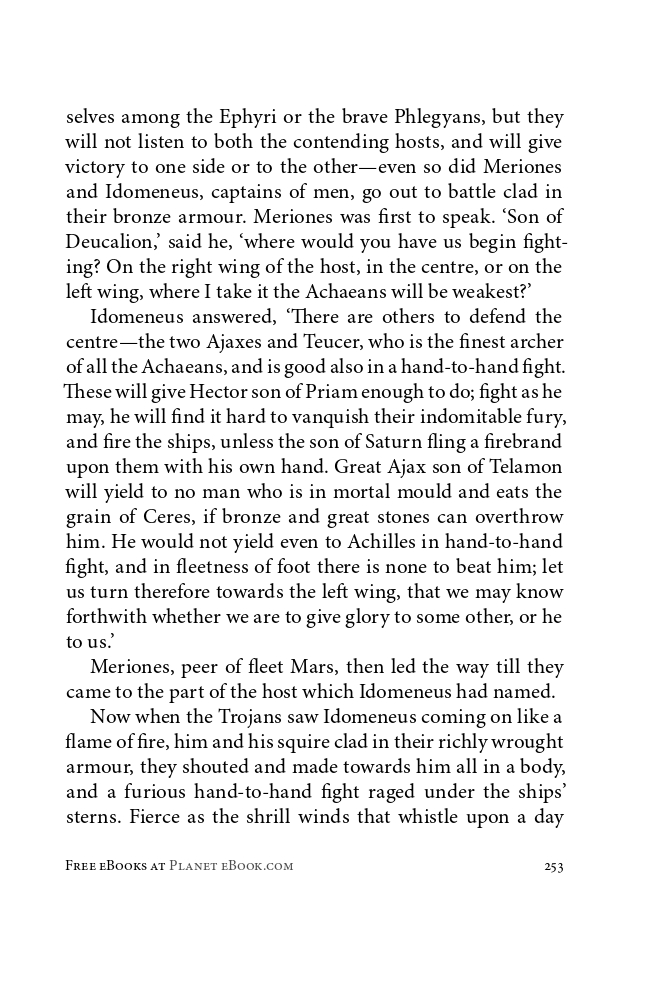 selves among the Ephyri or the brave Phlegyans, but they
will not listen to both the contending hosts, and will give
victory to one side or to the other—even so did Meriones
and Idomeneus, captains of men, go out to battle clad in
their bronze armour. Meriones was first to speak. ‘Son of
Deucalion,’ said he, ‘where would you have us begin fight-
ing? On the right wing of the host, in the centre, or on the
left wing, where I take it the Achaeans will be weakest?’
Idomeneus answered, ‘There are others to defend the
centre—the two Ajaxes and Teucer, who is the finest archer
of all the Achaeans, and is good also in a hand-to-hand fight.
These will give Hector son of Priam enough to do; fight as he
may, he will find it hard to vanquish their indomitable fury,
and fire the ships, unless the son of Saturn fling a firebrand
upon them with his own hand. Great Ajax son of Telamon
will yield to no man who is in mortal mould and eats the
grain of Ceres, if bronze and great stones can overthrow
him. He would not yield even to Achilles in hand-to-hand
fight, and in fleetness of foot there is none to beat him; let
us turn therefore towards the left wing, that we may know
forthwith whether we are to give glory to some other, or he
to us.’
Meriones, peer of fleet Mars, then led the way till they
came to the part of the host which Idomeneus had named.
Now when the Trojans saw Idomeneus coming on like a
flame of fire, him and his squire clad in their richly wrought
armour, they shouted and made towards him all in a body,
and a furious hand-to-hand fight raged under the ships’
sterns. Fierce as the shrill winds that whistle upon a day
Free eBooks at Planet eBook.com 253